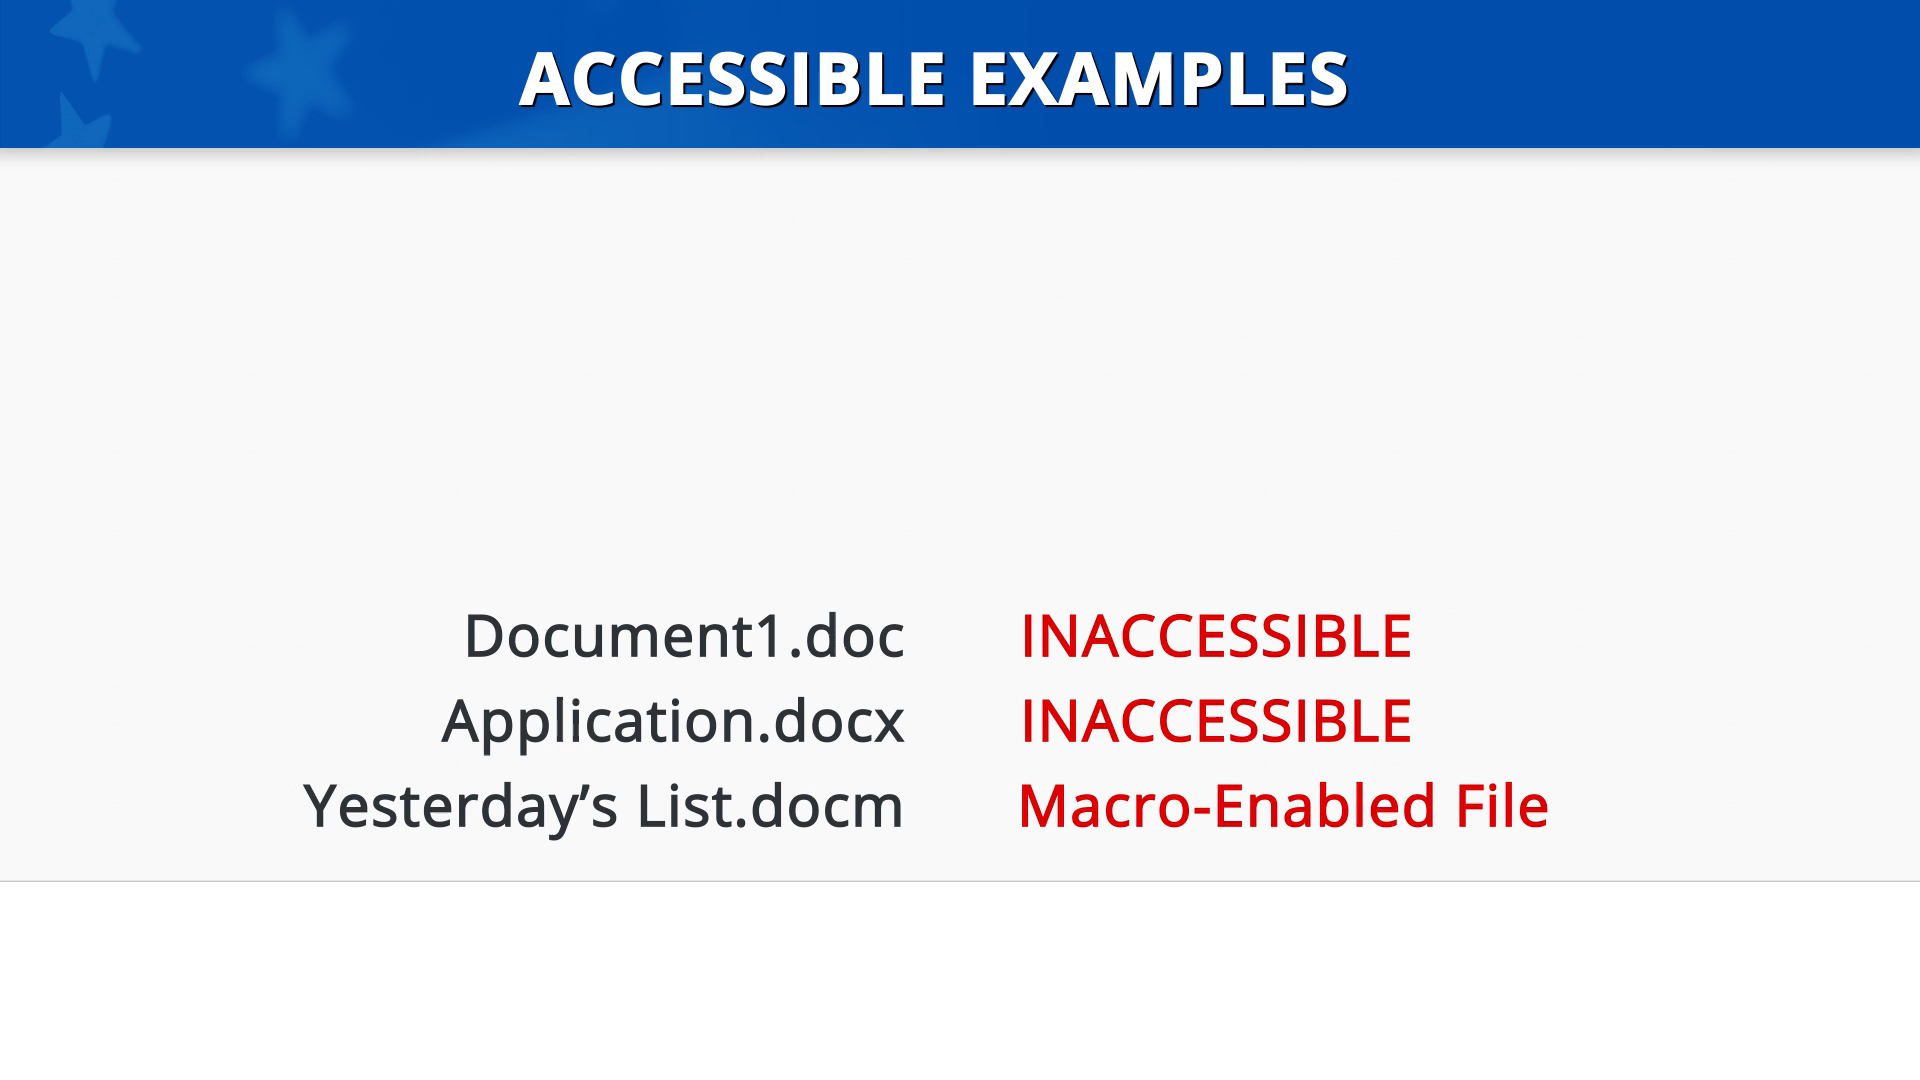 ACCESSIBLE EXAMPLES
Document1.doc INACCESSIBLE
Application.docx INACCESSIBLE
Yesterday’s List.docm Macro-Enabled File